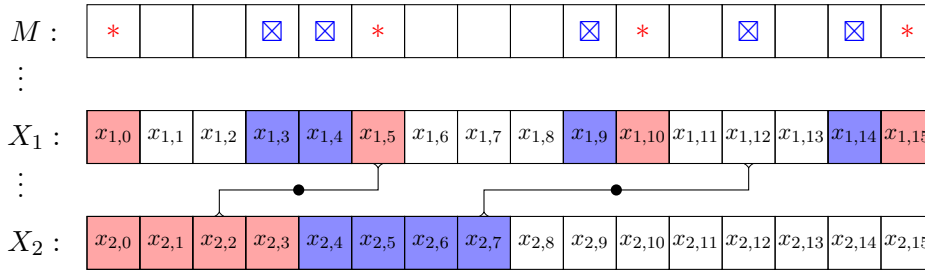 M : * ⊠ ⊠ * ⊠ * ⊠ ⊠ *
⋮
X₁ : x₁,₀ x₁,₁ x₁,₂ x₁,₃ x₁,₄ x₁,₅ x₁,₆ x₁,₇ x₁,₈ x₁,₉ x₁,₁₀ x₁,₁₁ x₁,₁₂ x₁,₁₃ x₁,₁₄ x₁,₁₅
⋮
X₂ : x₂,₀ x₂,₁ x₂,₂ x₂,₃ x₂,₄ x₂,₅ x₂,₆ x₂,₇ x₂,₈ x₂,₉ x₂,₁₀ x₂,₁₁ x₂,₁₂ x₂,₁₃ x₂,₁₄ x₂,₁₅